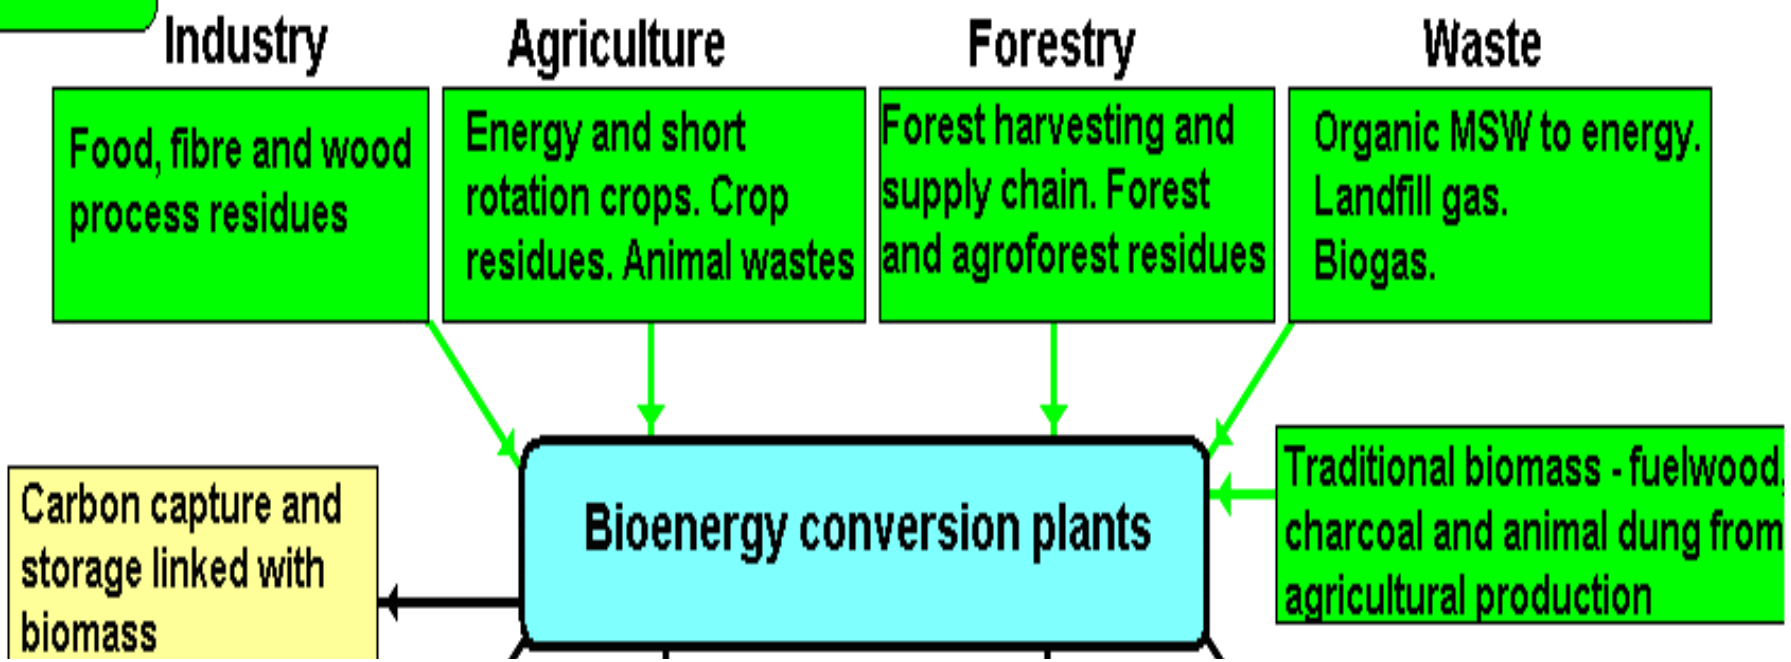 Industry
Agriculture
Forestry
Waste
Food, fibre and wood
process residues
Energy and short
rotation crops. Crop
residues. Animal wastes
Forest harvesting and
supply chain. Forest
and agroforest residues
Organic MSW to energy.
Landfill gas.
Biogas.
Carbon capture and
storage linked with
biomass
Bioenergy conversion plants
Traditional biomass - fuelwood,
charcoal and animal dung from
agricultural production